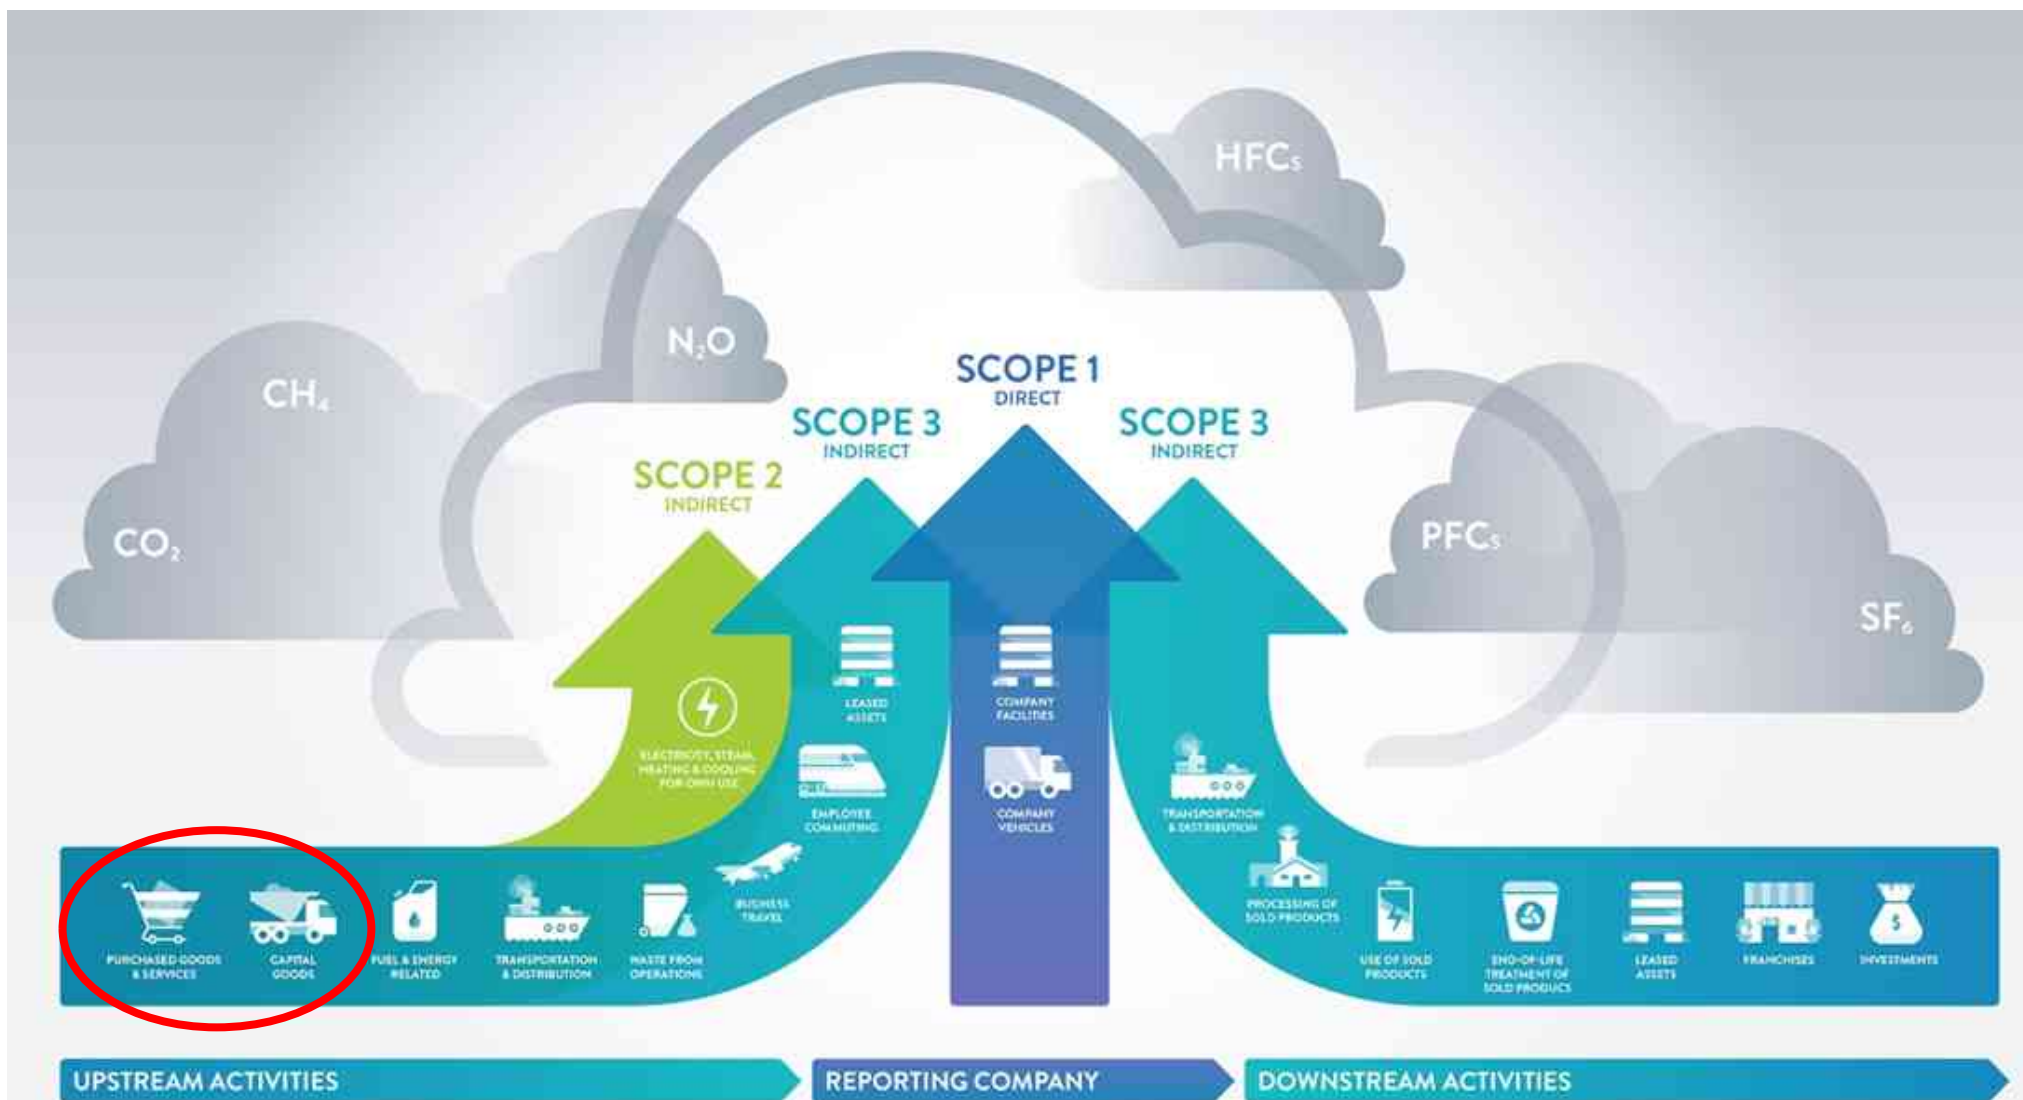 HFCs
N₂O
CH₄
CO₂
PFCs
SF₆
SCOPE 1
DIRECT
SCOPE 3
INDIRECT
SCOPE 3
INDIRECT
SCOPE 2
INDIRECT
ELECTRICITY, STEAM,
HEATING & COOLING
FOR OWN USE
LEASED
ASSETS
EMPLOYEE
COMMUTING
BUSINESS
TRAVEL
COMPANY
FACILITIES
COMPANY
VEHICLES
TRANSPORTATION
& DISTRIBUTION
PROCESSING OF
SOLD PRODUCTS
PURCHASED GOODS
& SERVICES
CAPITAL
GOODS
FUEL & ENERGY
RELATED
TRANSPORTATION
& DISTRIBUTION
WASTE FROM
OPERATIONS
USE OF SOLD
PRODUCTS
END-OF-LIFE
TREATMENT OF
SOLD PRODUCTS
LEASED
ASSETS
FRANCHISES
$
INVESTMENTS
UPSTREAM ACTIVITIES
REPORTING COMPANY
DOWNSTREAM ACTIVITIES